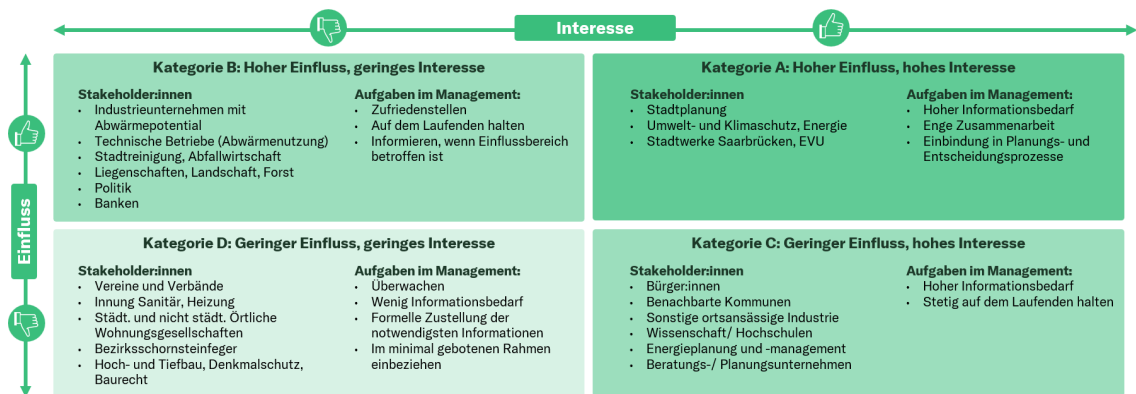 Interesse
Einfluss
Kategorie B: Hoher Einfluss, geringes Interesse
Stakeholder:innen
• Industrieunternehmen mit
Abwärmepotential
• Technische Betriebe (Abwärmenutzung)
• Stadtreinigung, Abfallwirtschaft
• Liegenschaften, Landschaft, Forst
• Politik
• Banken
Aufgaben im Management:
• Zufriedenstellen
• Auf dem Laufenden halten
• Informieren, wenn Einflussbereich
betroffen ist
Kategorie A: Hoher Einfluss, hohes Interesse
Stakeholder:innen
• Stadtplanung
• Umwelt- und Klimaschutz, Energie
• Stadtwerke Saarbrücken, EVU
Aufgaben im Management:
• Hoher Informationsbedarf
• Enge Zusammenarbeit
• Einbindung in Planungs- und
Entscheidungsprozesse
Kategorie D: Geringer Einfluss, geringes Interesse
Stakeholder:innen
• Vereine und Verbände
• Innung Sanitär, Heizung
• Städt. und nicht städt. Örtliche
Wohnungsgesellschaften
• Bezirksschornsteinfeger
• Hoch- und Tiefbau, Denkmalschutz,
Baurecht
Aufgaben im Management:
• Überwachen
• Wenig Informationsbedarf
• Formelle Zustellung der
notwendigsten Informationen
• Im minimal gebotenen Rahmen
einbeziehen
Kategorie C: Geringer Einfluss, hohes Interesse
Stakeholder:innen
• Bürger:innen
• Benachbarte Kommunen
• Sonstige ortsansässige Industrie
• Wissenschaft/ Hochschulen
• Energieplanung und -management
• Beratungs-/ Planungsunternehmen
Aufgaben im Management:
• Hoher Informationsbedarf
• Stetig auf dem Laufenden halten